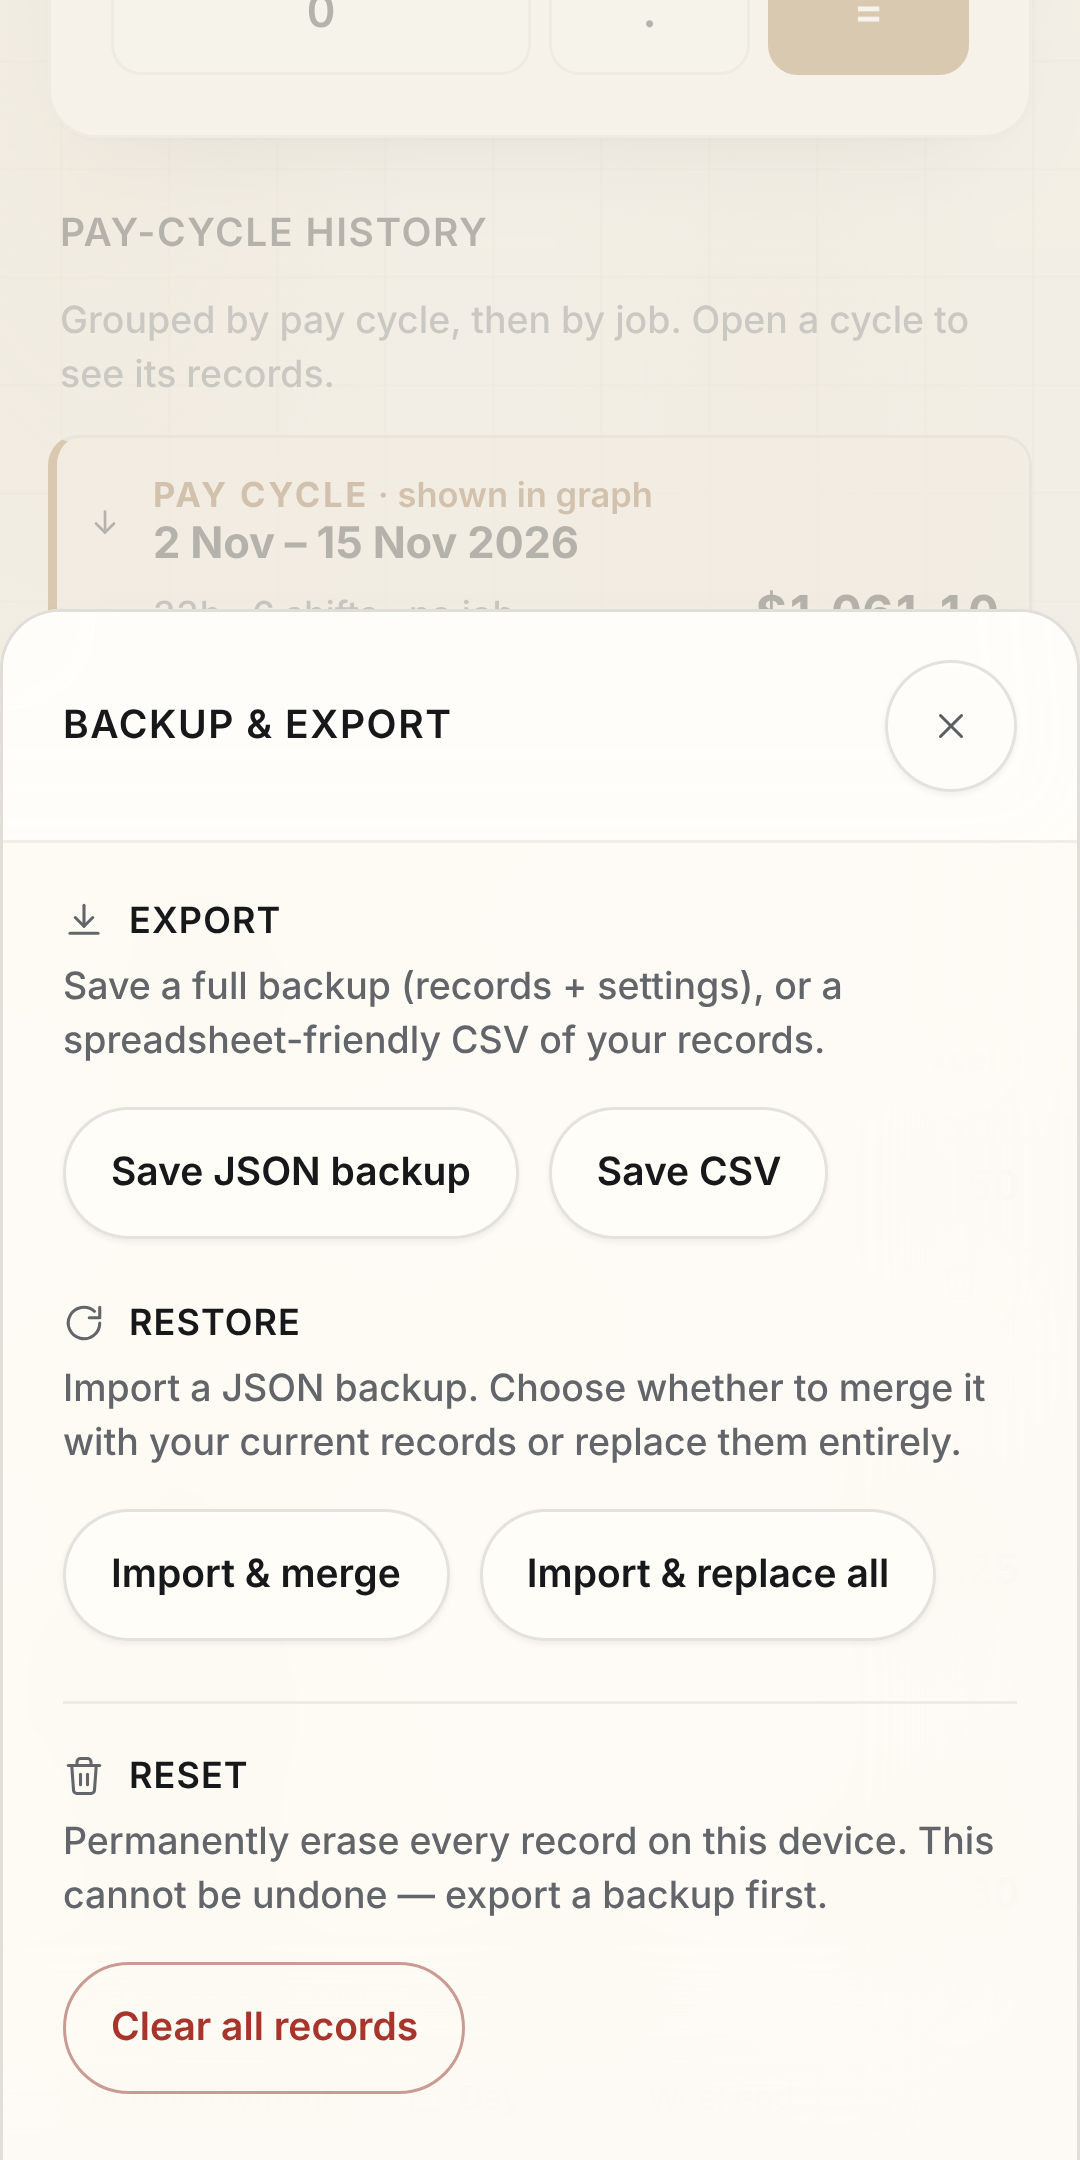 0 . =
PAY-CYCLE HISTORY
Grouped by pay cycle, then by job. Open a cycle to
see its records.
PAY CYCLE · shown in graph
2 Nov – 15 Nov 2026
$1,061.10
BACKUP & EXPORT
EXPORT
Save a full backup (records + settings), or a
spreadsheet-friendly CSV of your records.
Save JSON backup Save CSV
RESTORE
Import a JSON backup. Choose whether to merge it
with your current records or replace them entirely.
Import & merge Import & replace all
RESET
Permanently erase every record on this device. This
cannot be undone — export a backup first.
Clear all records